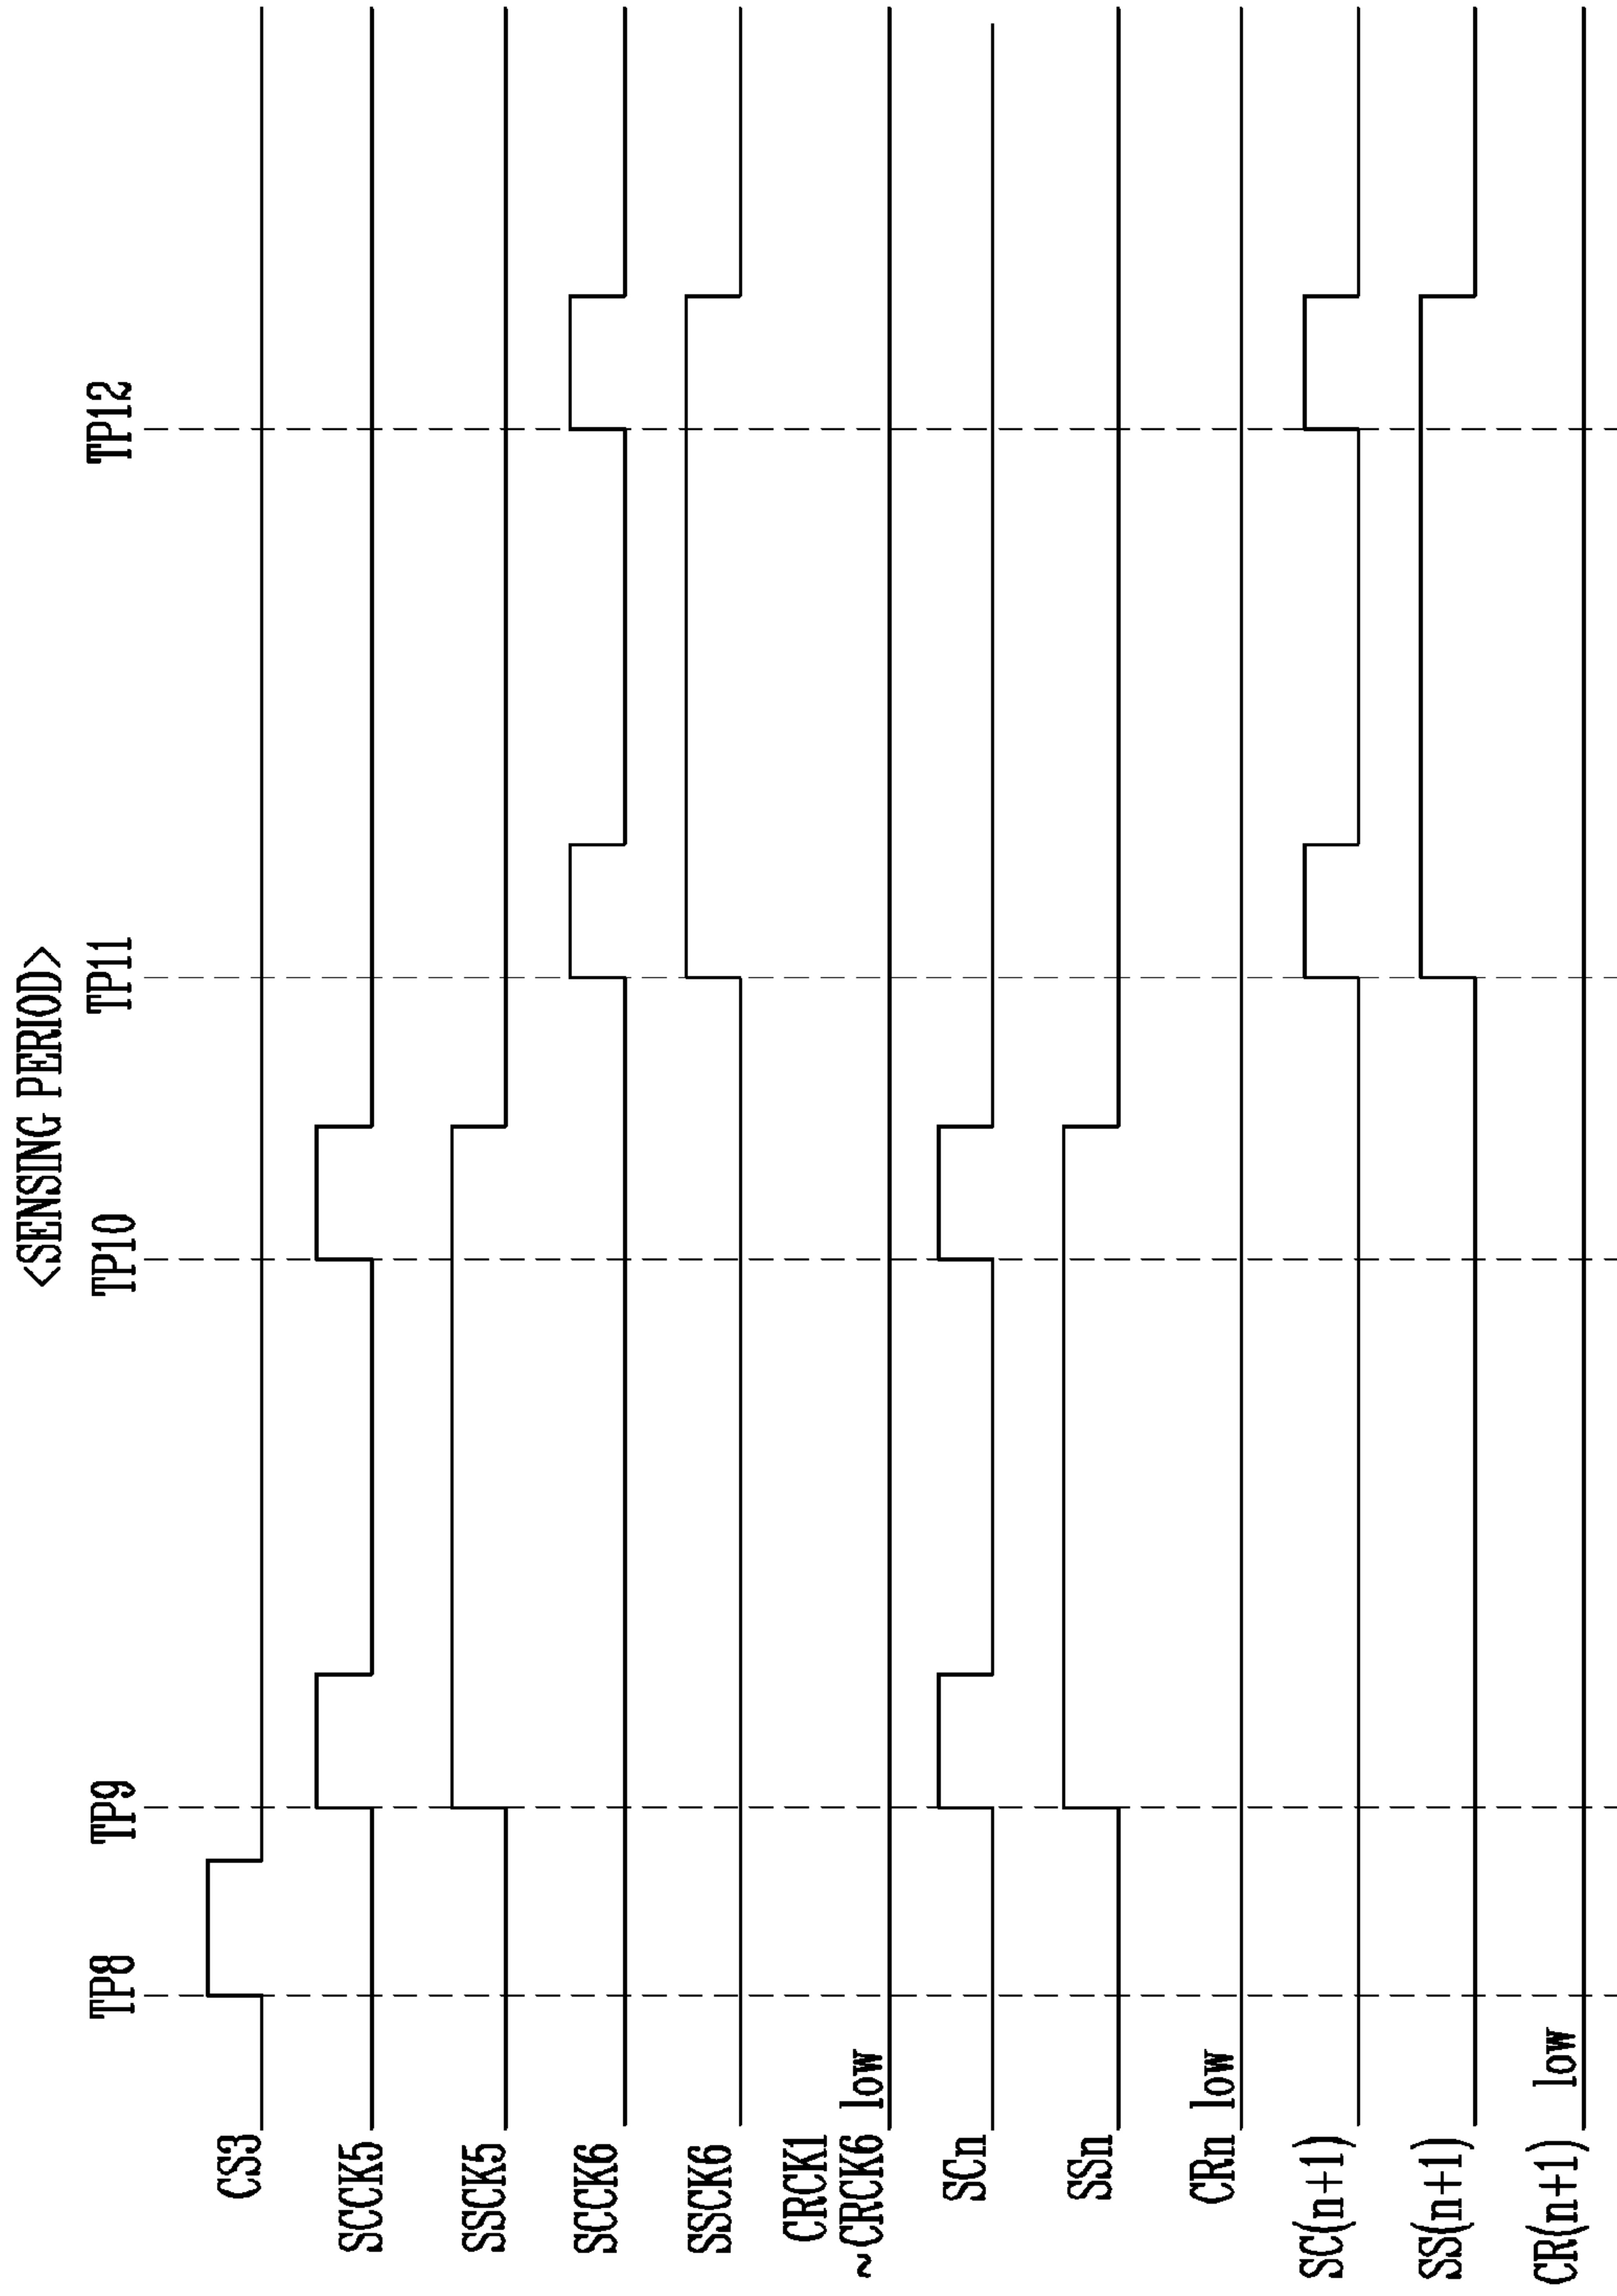 <SENSING PERIOD>
TP8 TP9 TP10 TP11 TP12
CS3
SCCK5
SSCK5
SCCK6
SSCK6
CRCK1
~CRCK6 low
SCn
SSn
CRn low
SC(n+1)
SS(n+1)
CR(n+1) low